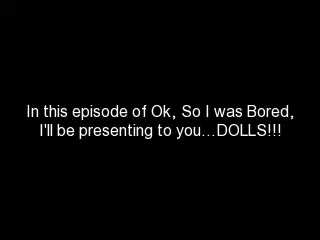 In this episode of Ok, So I was Bored,
I'll be presenting to you...DOLLS!!!